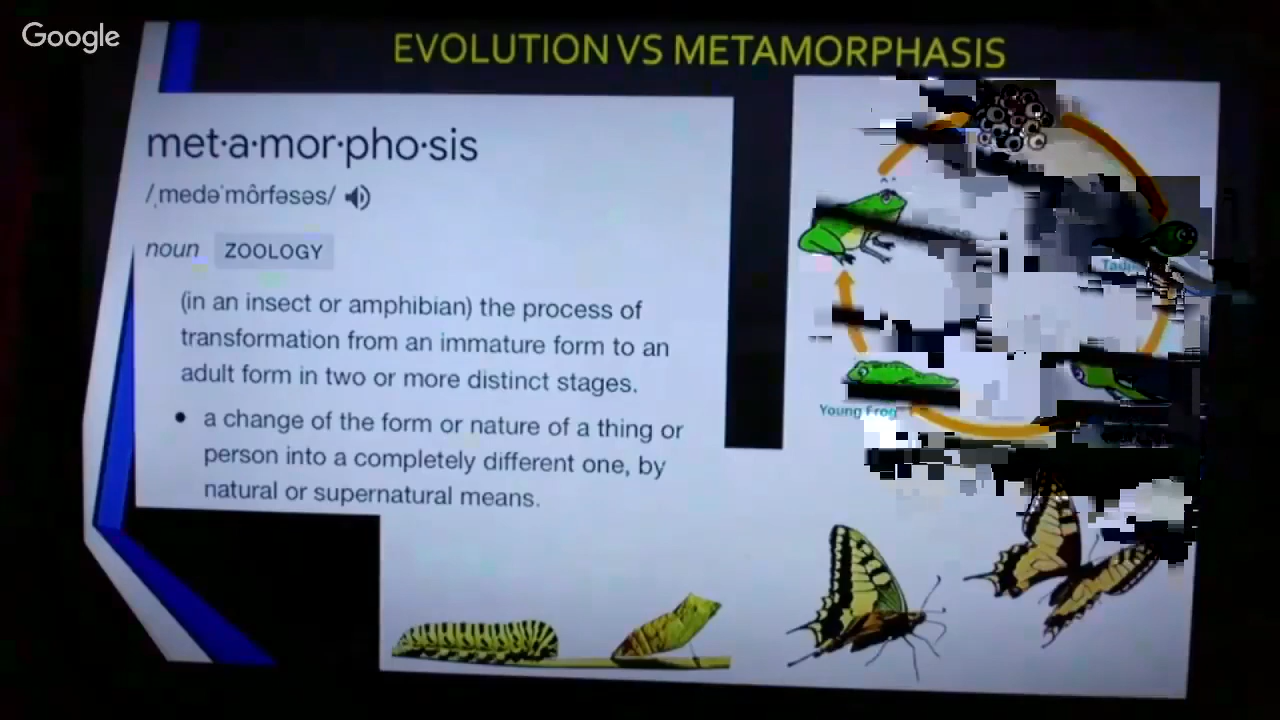 Google
EVOLUTION VS METAMORPHASIS
met·a·mor·pho·sis
/ˌmedəˈmôrfəsəs/
noun ZOOLOGY
(in an insect or amphibian) the process of
transformation from an immature form to an
adult form in two or more distinct stages.
• a change of the form or nature of a thing or
person into a completely different one, by
natural or supernatural means.
Young Frog